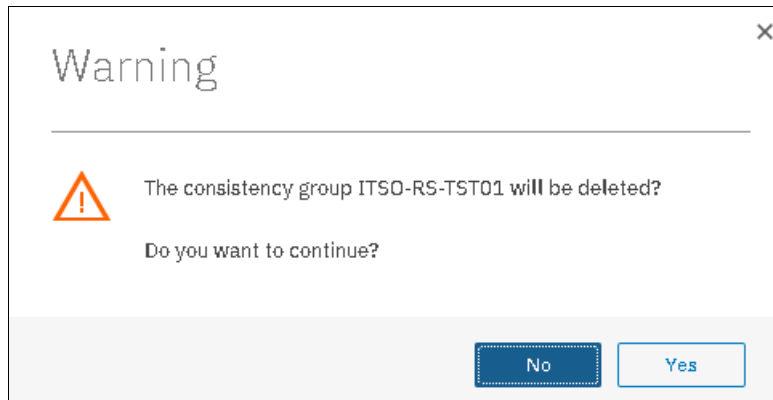 Warning
The consistency group ITSO-RS-TST01 will be deleted?
Do you want to continue?
No
Yes